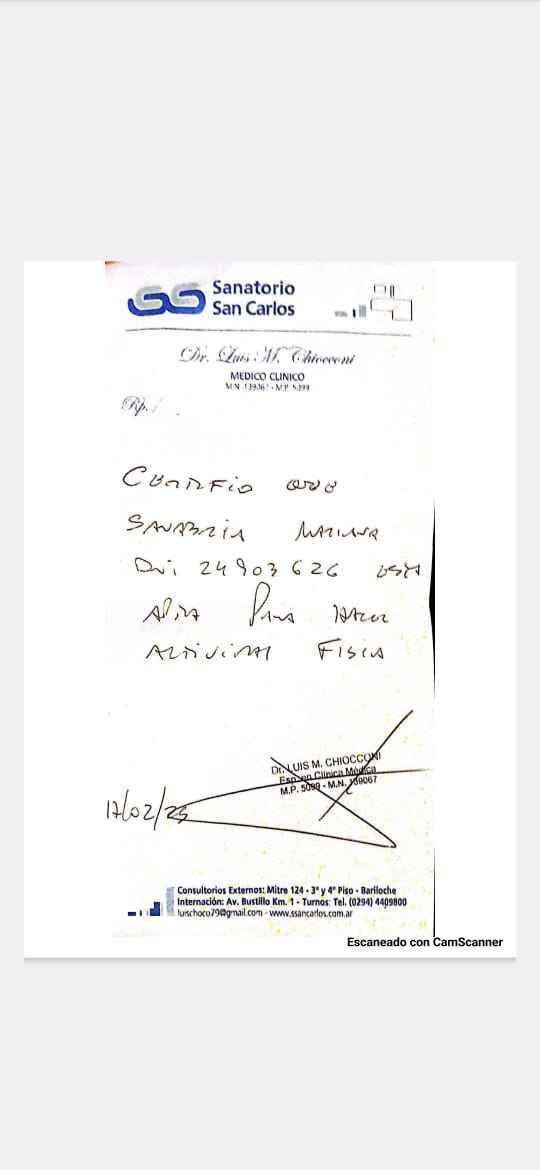 Sanatorio
San Carlos
Dr. Luis M. Chiocconi
MEDICO CLINICO
M.N. 139067 - M.P. 5099
Rp./
CERTIFICO QUE
SANABRIA MARIANA
DNI 24903626 ESTA
APTA PARA HACER
ACTIVIDAD FISICA
Dr. LUIS M. CHIOCCONI
Esp. en Clínica Médica
M.P. 5099 - M.N. 139067
17/02/25
Consultorios Externos: Mitre 124 - 3° y 4° Piso - Bariloche
Internación: Av. Bustillo Km. 1 - Turnos: Tel. (0294) 4409800
luischoco79@gmail.com - www.ssancarlos.com.ar
Escaneado con CamScanner